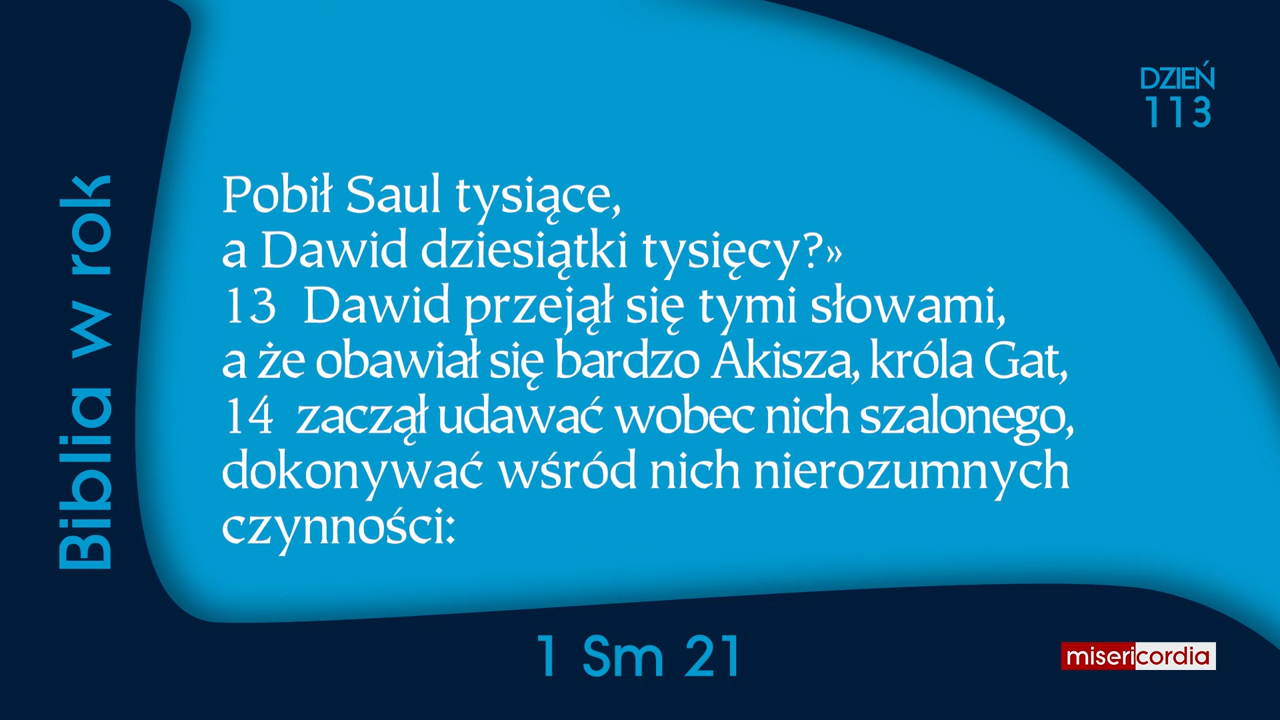 DZIEŃ
113
Biblia w rok
Pobił Saul tysiące,
a Dawid dziesiątki tysięcy?»
13 Dawid przejął się tymi słowami,
a że obawiał się bardzo Akisza, króla Gat,
14 zaczął udawać wobec nich szalonego,
dokonywać wśród nich nierozumnych
czynności:
1 Sm 21
misericordia